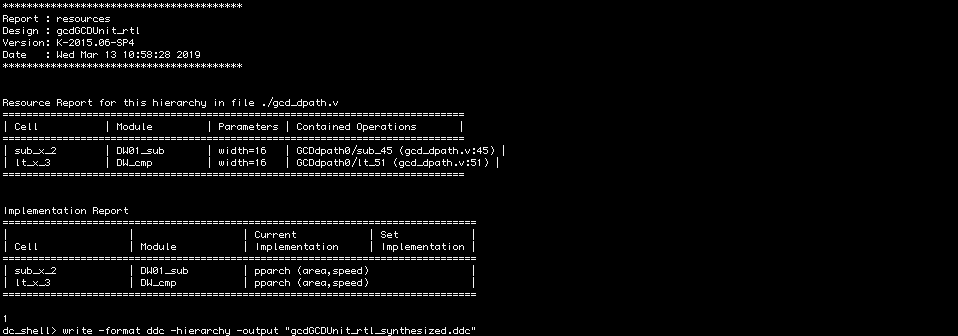 ****************************************
Report : resources
Design : gcdGCDUnit_rtl
Version: K-2015.06-SP4
Date   : Wed Mar 13 10:58:28 2019
****************************************
Resource Report for this hierarchy in file ./gcd_dpath.v
=============================================================================
| Cell           | Module         | Parameters | Contained Operations       |
=============================================================================
| sub_x_2        | DW01_sub       | width=16   | GCDdpath0/sub_45 (gcd_dpath.v:45) |
| lt_x_3         | DW_cmp         | width=16   | GCDdpath0/lt_51 (gcd_dpath.v:51) |
=============================================================================
Implementation Report
===============================================================================
|                    |                  | Current            | Set            |
| Cell               | Module           | Implementation     | Implementation |
===============================================================================
| sub_x_2            | DW01_sub         | pparch (area,speed)                 |
| lt_x_3             | DW_cmp           | pparch (area,speed)                 |
===============================================================================
1
dc_shell> write -format ddc -hierarchy -output "gcdGCDUnit_rtl_synthesized.ddc"